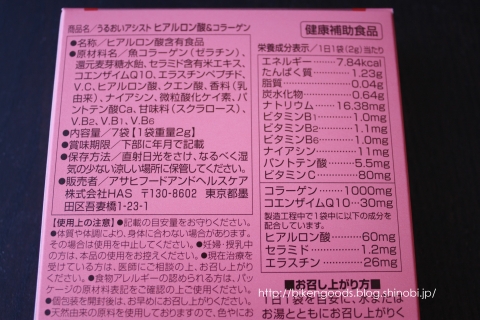 商品名／うるおいアシスト ヒアルロン酸&コラーゲン
●名称／ヒアルロン酸含有食品
●原材料名／魚コラーゲン（ゼラチン）、
還元麦芽糖水飴、セラミド含有米エキス、
コエンザイムQ10、エラスチンペプチド、
V.C、ヒアルロン酸、クエン酸、香料（乳
由来）、ナイアシン、微粒酸化ケイ素、パ
ントテン酸Ca、甘味料（スクラロース）、
V.B2、V.B1、V.B6
●内容量／7袋【1袋重量2g】
●賞味期限／下部に年月で記載
●保存方法／直射日光をさけ、なるべく湿
気の少ない涼しい場所に保管してください。
●販売者／アサヒフードアンドヘルスケア
株式会社HAS 〒130-8602 東京都墨
田区吾妻橋1-23-1
【使用上の注意】●記載の目安量をお守りください。
●体質や体調により、身体に合わない場合があります。
その場合は使用を中止してください。●妊婦・授乳中
の方は、本品の使用をお控えください。●現在治療を
受けている方は、医師にご相談の上、お召し上がりく
ださい。●食物アレルギーの認められる方は、パッケ
ージの原材料表記をご確認の上ご使用ください。
●個包装を開封後は、お早めにお召し上がりください。
●天然原料を使用しておりますので、色やにお
健康補助食品
栄養成分表示／1日1袋（2g）当たり
エネルギー 7.84kcal
たんぱく質 1.23g
脂質 0.04g
炭水化物 0.64g
ナトリウム 16.38mg
ビタミンB1 1.0mg
ビタミンB2 1.1mg
ビタミンB6 1.0mg
ナイアシン 11mg
パントテン酸 5.5mg
ビタミンC 80mg
コラーゲン 1000mg
コエンザイムQ10 30mg
製造工程中で1袋中に以下の成分を
配合しています。
ヒアルロン酸 60mg
セラミド 1.2mg
エラスチン 26mg
【お召し上がり方】
1日1袋を目安に、水または
お湯とともにお召し上がりくださ
http://bikengoods.blog.shinobi.jp/